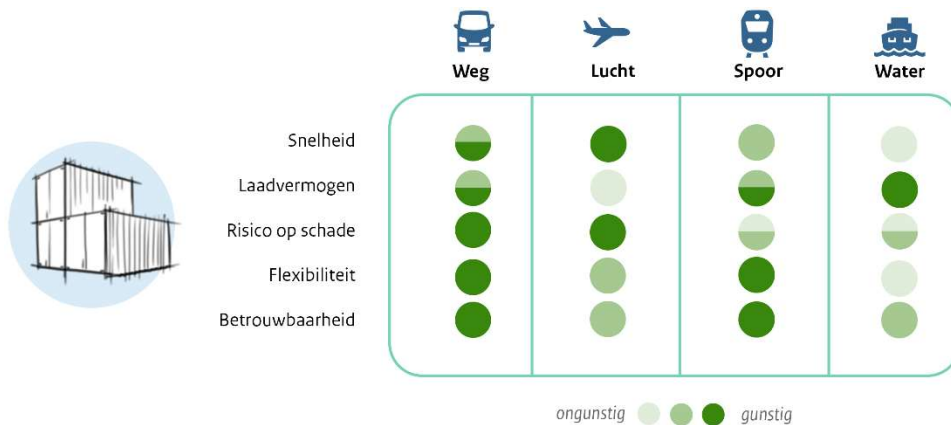 Weg Lucht Spoor Water
Snelheid
Laadvermogen
Risico op schade
Flexibiliteit
Betrouwbaarheid
ongunstig gunstig